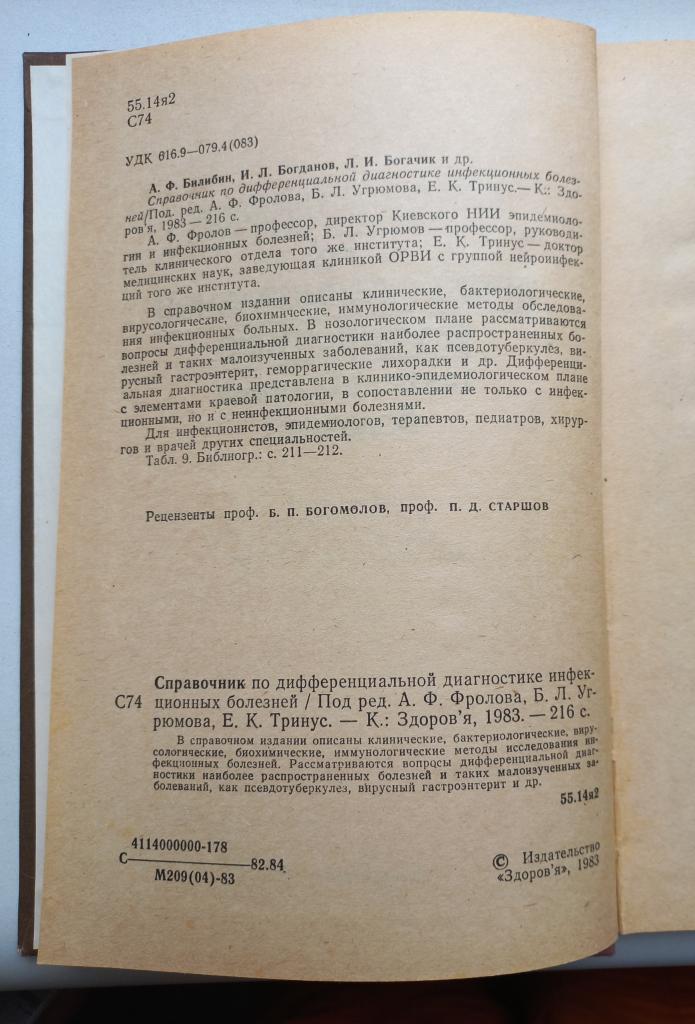 55.14я2
С74
УДК 616.9—079.4(083)
А. Ф. Билибин, И. Л. Богданов, Л. И. Богачик и др.
Справочник по дифференциальной диагностике инфекционных болез-
ней/Под. ред. А. Ф. Фролова, Б. Л. Угрюмова, Е. К. Тринус.— К.: Здо-
ров'я, 1983 — 216 с.
А. Ф. Фролов — профессор, директор Киевского НИИ эпидемиоло-
гии и инфекционных болезней; Б. Л. Угрюмов — профессор, руководи-
тель клинического отдела того же института; Е. К. Тринус — доктор
медицинских наук, заведующая клиникой ОРВИ с группой нейроинфек-
ций того же института.
В справочном издании описаны клинические, бактериологические,
вирусологические, биохимические, иммунологические методы обследова-
ния инфекционных больных. В нозологическом плане рассматриваются
вопросы дифференциальной диагностики наиболее распространенных бо-
лезней и таких малоизученных заболеваний, как псевдотуберкулёз, ви-
русный гастроэнтерит, геморрагические лихорадки и др. Дифференци-
альная диагностика представлена в клинико-эпидемиологическом плане
с элементами краевой патологии, в сопоставлении не только с инфек-
ционными, но и с неинфекционными болезнями.
Для инфекционистов, эпидемиологов, терапевтов, педиатров, хирур-
гов и врачей других специальностей.
Табл. 9. Библиогр.: с. 211—212.
Рецензенты проф. Б. П. БОГОМОЛОВ, проф. П. Д. СТАРШОВ
Справочник по дифференциальной диагностике инфек-
С74 ционных болезней / Под ред. А. Ф. Фролова, Б. Л. Уг-
рюмова, Е. К. Тринус. — К.: Здоров'я, 1983. — 216 с.
В справочном издании описаны клинические, бактериологические, виру-
сологические, биохимические, иммунологические методы исследования ин-
фекционных болезней. Рассматриваются вопросы дифференциальной диаг-
ностики наиболее распространенных болезней и таких малоизученных за-
болеваний, как псевдотуберкулез, вирусный гастроэнтерит и др.
55.14я2
4114000000-178
С ——— 82.84
М209(04)-83
© Издательство
«Здоров'я», 1983